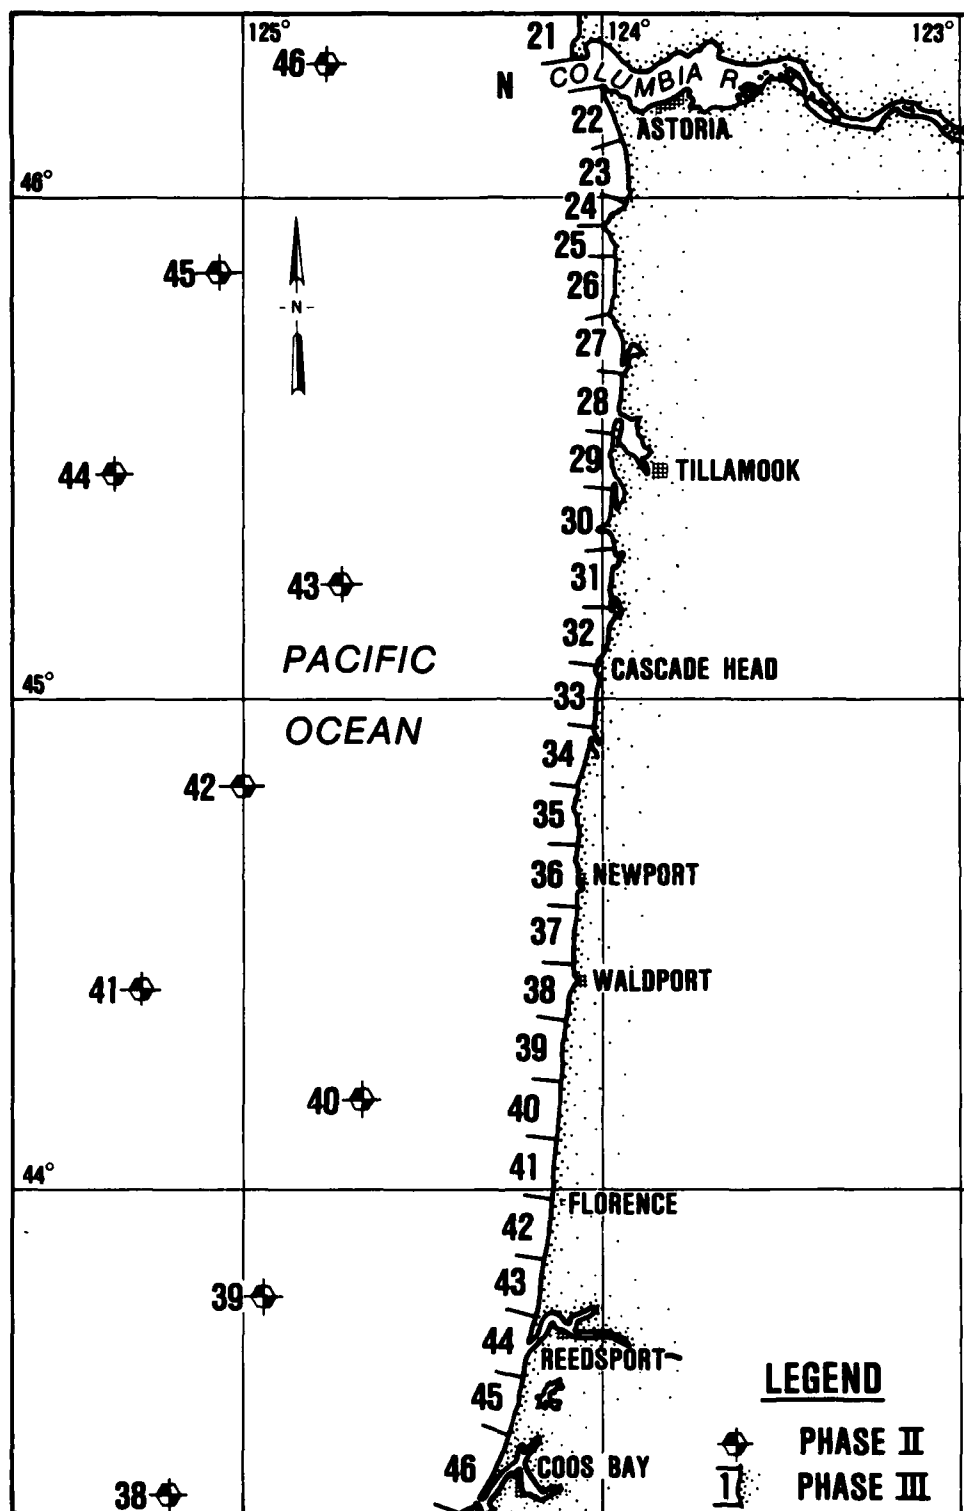 21
125°
124°
123°
46
N
COLUMBIA R
22
ASTORIA
23
46°
24
25
45
26
- N -
27
28
29
44
TILLAMOOK
30
31
43
32
PACIFIC
CASCADE HEAD
45°
33
OCEAN
34
42
35
36
NEWPORT
37
41
38
WALDPORT
39
40
40
41
44°
FLORENCE
42
43
39
44
REEDSPORT
LEGEND
45
PHASE II
46
COOS BAY
1
PHASE III
38